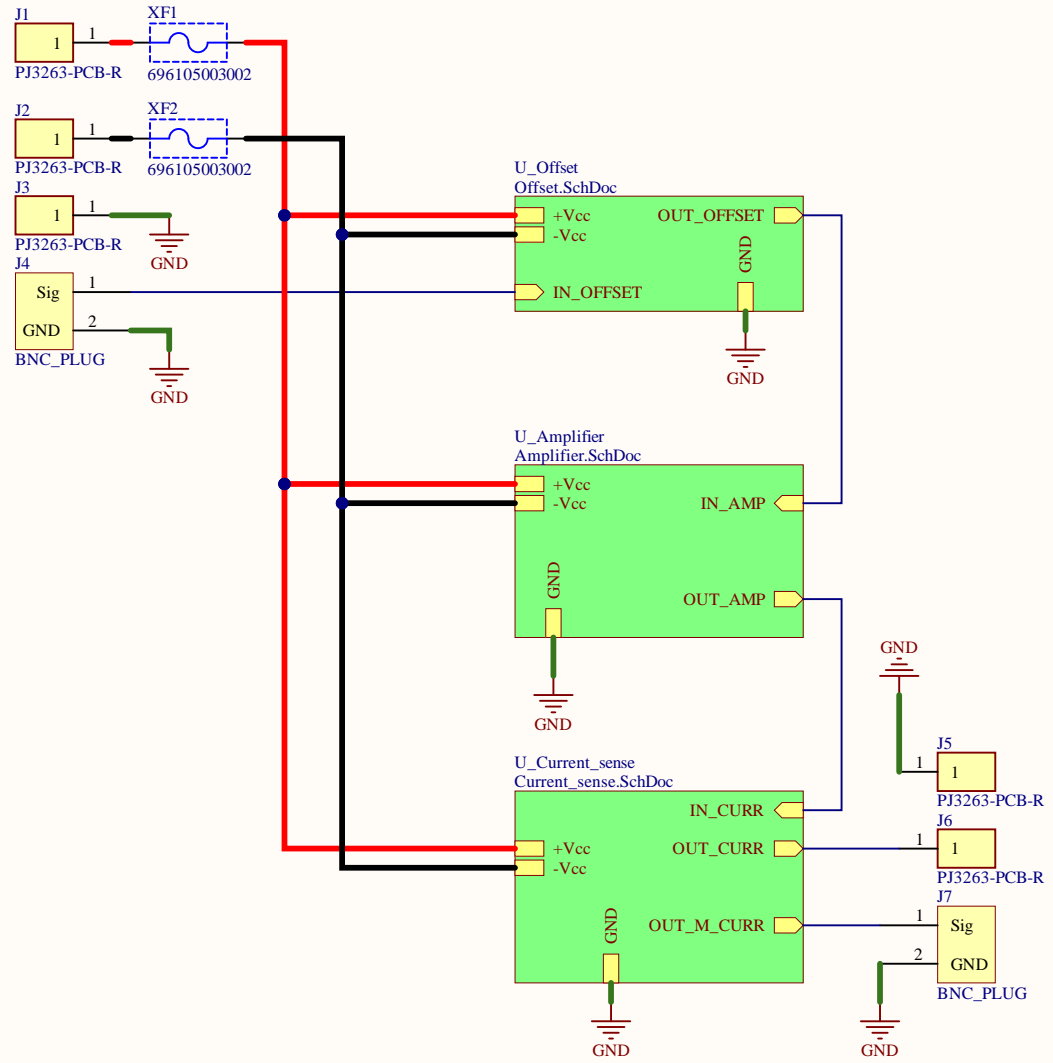 J1
1
1
PJ3263-PCB-R
XF1
696105003002
J2
1
1
PJ3263-PCB-R
XF2
696105003002
J3
1
1
PJ3263-PCB-R
GND
J4
Sig
1
GND
2
BNC_PLUG
GND
U_Offset
Offset.SchDoc
+Vcc
-Vcc
OUT_OFFSET
GND
IN_OFFSET
GND
U_Amplifier
Amplifier.SchDoc
+Vcc
-Vcc
IN_AMP
GND
OUT_AMP
GND
U_Current_sense
Current_sense.SchDoc
IN_CURR
+Vcc
-Vcc
OUT_CURR
GND
OUT_M_CURR
GND
GND
J5
1
1
PJ3263-PCB-R
J6
1
1
PJ3263-PCB-R
J7
1
Sig
2
GND
BNC_PLUG
GND